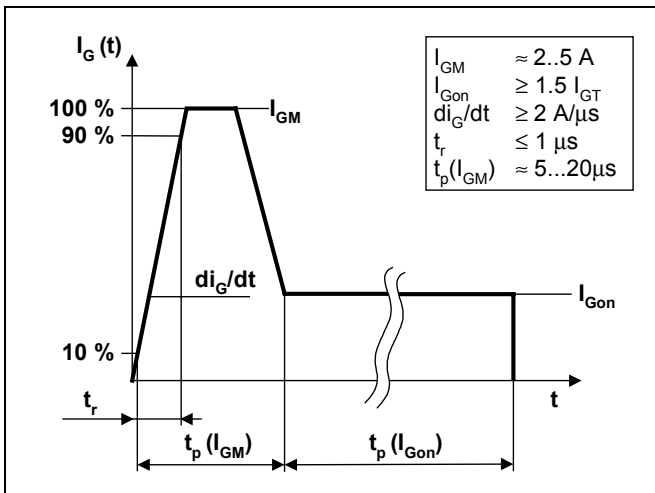 I_G (t)
100 %
90 %
10 %
I_GM
di_G/dt
I_Gon
t_r
t
t_p (I_GM)
t_p (I_Gon)
I_GM ≈ 2..5 A
I_Gon ≥ 1.5 I_GT
di_G/dt ≥ 2 A/µs
t_r ≤ 1 µs
t_p(I_GM) ≈ 5...20µs